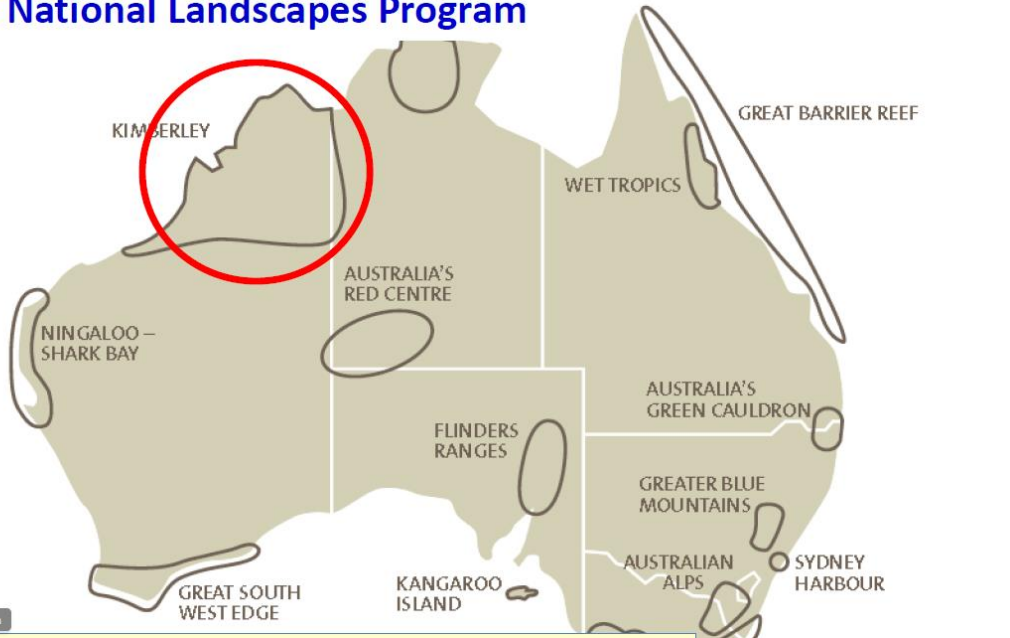 National Landscapes Program
KIMBERLEY
GREAT BARRIER REEF
WET TROPICS
AUSTRALIA'S
RED CENTRE
NINGALOO –
SHARK BAY
AUSTRALIA'S
GREEN CAULDRON
FLINDERS
RANGES
GREATER BLUE
MOUNTAINS
AUSTRALIAN
ALPS
SYDNEY
HARBOUR
KANGAROO
ISLAND
GREAT SOUTH
WEST EDGE